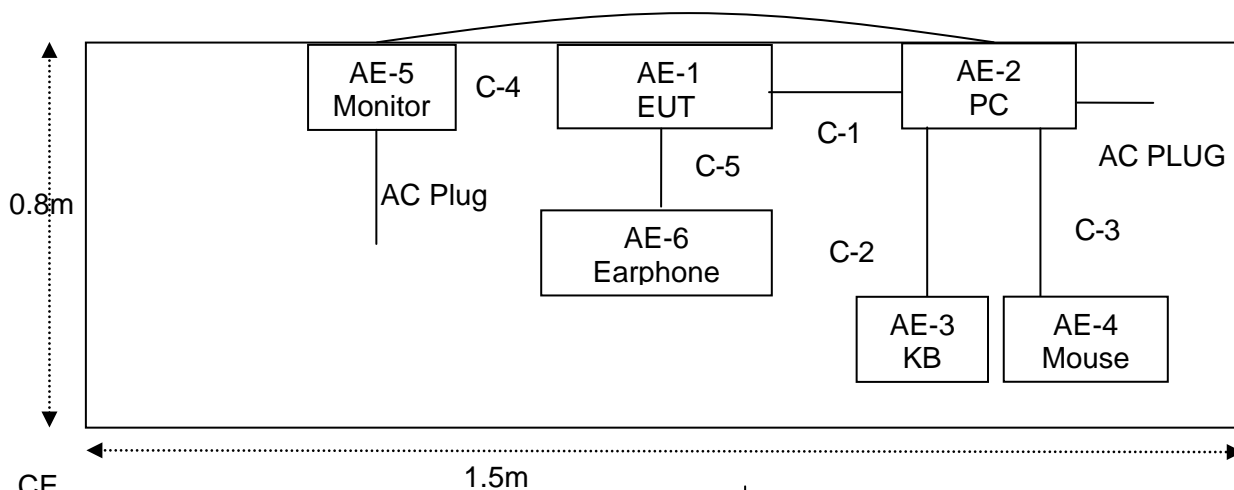 AE-5
Monitor
C-4
AE-1
EUT
AE-2
PC
C-1
AC PLUG
C-5
AC Plug
0.8m
AE-6
Earphone
C-2
C-3
AE-3
KB
AE-4
Mouse
1.5m
CE